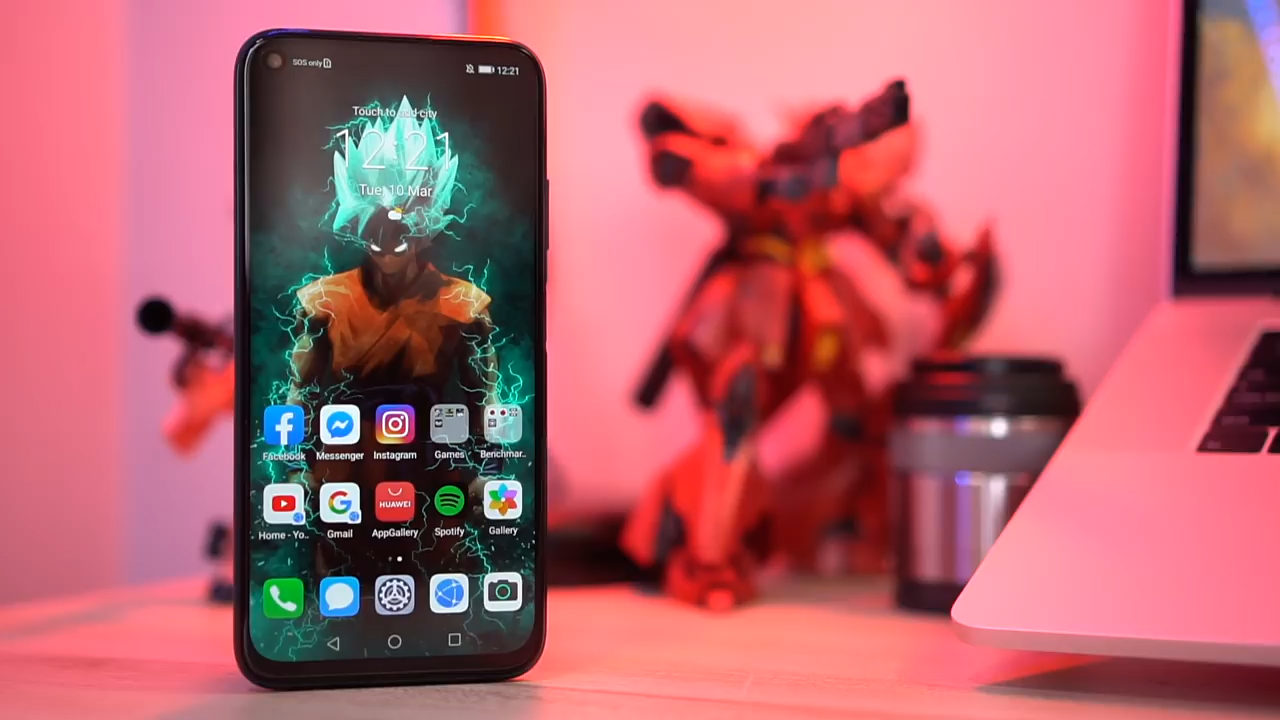 SOS only
12:21
Touch to add city
12:21
Tue, 10 Mar
Facebook
Messenger
Instagram
Games
Benchmar..
HUAWEI
Home - Yo..
Gmail
AppGallery
Spotify
Gallery